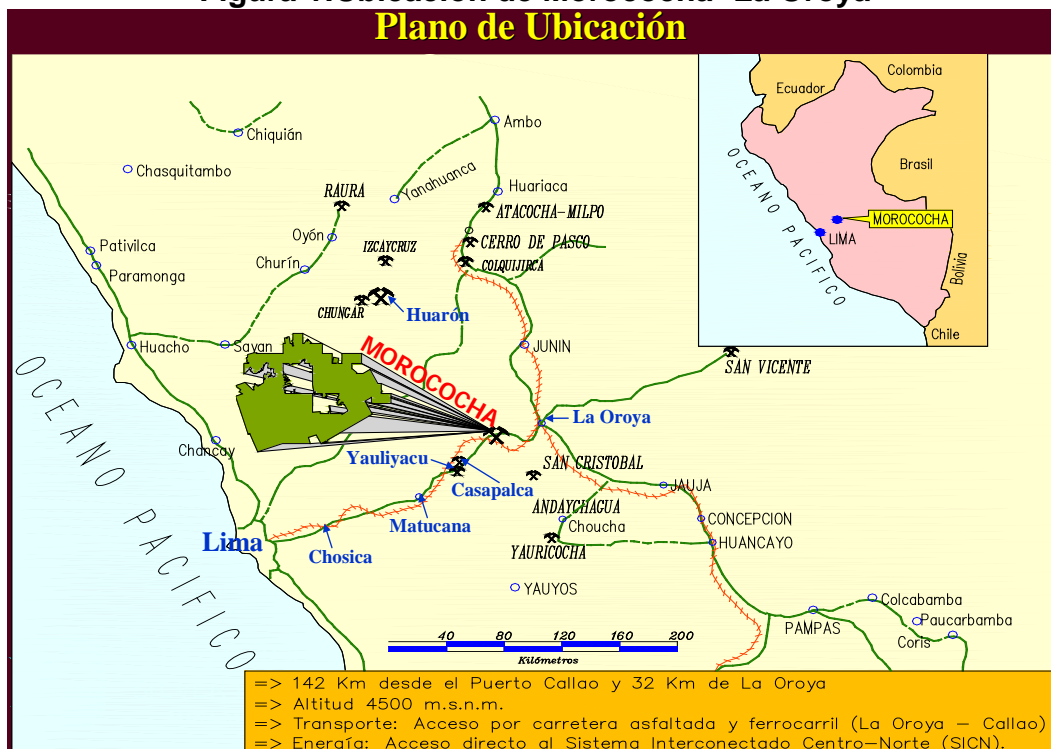 Plano de Ubicación
Colombia
Ecuador
Brasil
OCEANO PACIFICO
MOROCOCHA
LIMA
Bolivia
Chile
Ambo
Chiquián
Chasquitambo
Yanahuanca
Huariaca
RAURA
ATACOCHA-MILPO
Oyón
IZCAYCRUZ
CERRO DE PASCO
Pativilca
COLQUIJIRCA
Paramonga
Churín
CHUNGAR
Huarón
Huacho
Sayan
MOROCOCHA
JUNIN
SAN VICENTE
OCEANO PACIFICO
La Oroya
Chancay
Yauliyacu
SAN CRISTOBAL
Casapalca
JAUJA
Matucana
ANDAYCHAGUA
Choucha
CONCEPCION
Lima
Chosica
YAURICOCHA
HUANCAYO
YAUYOS
Colcabamba
PAMPAS
Paucarbamba
Coris
40 80 120 160 200
Kilómetros
=> 142 Km desde el Puerto Callao y 32 Km de La Oroya
=> Altitud 4500 m.s.n.m.
=> Transporte: Acceso por carretera asfaltada y ferrocarril (La Oroya – Callao)
=> Energía: Acceso directo al Sistema Interconectado Centro-Norte (SICN).